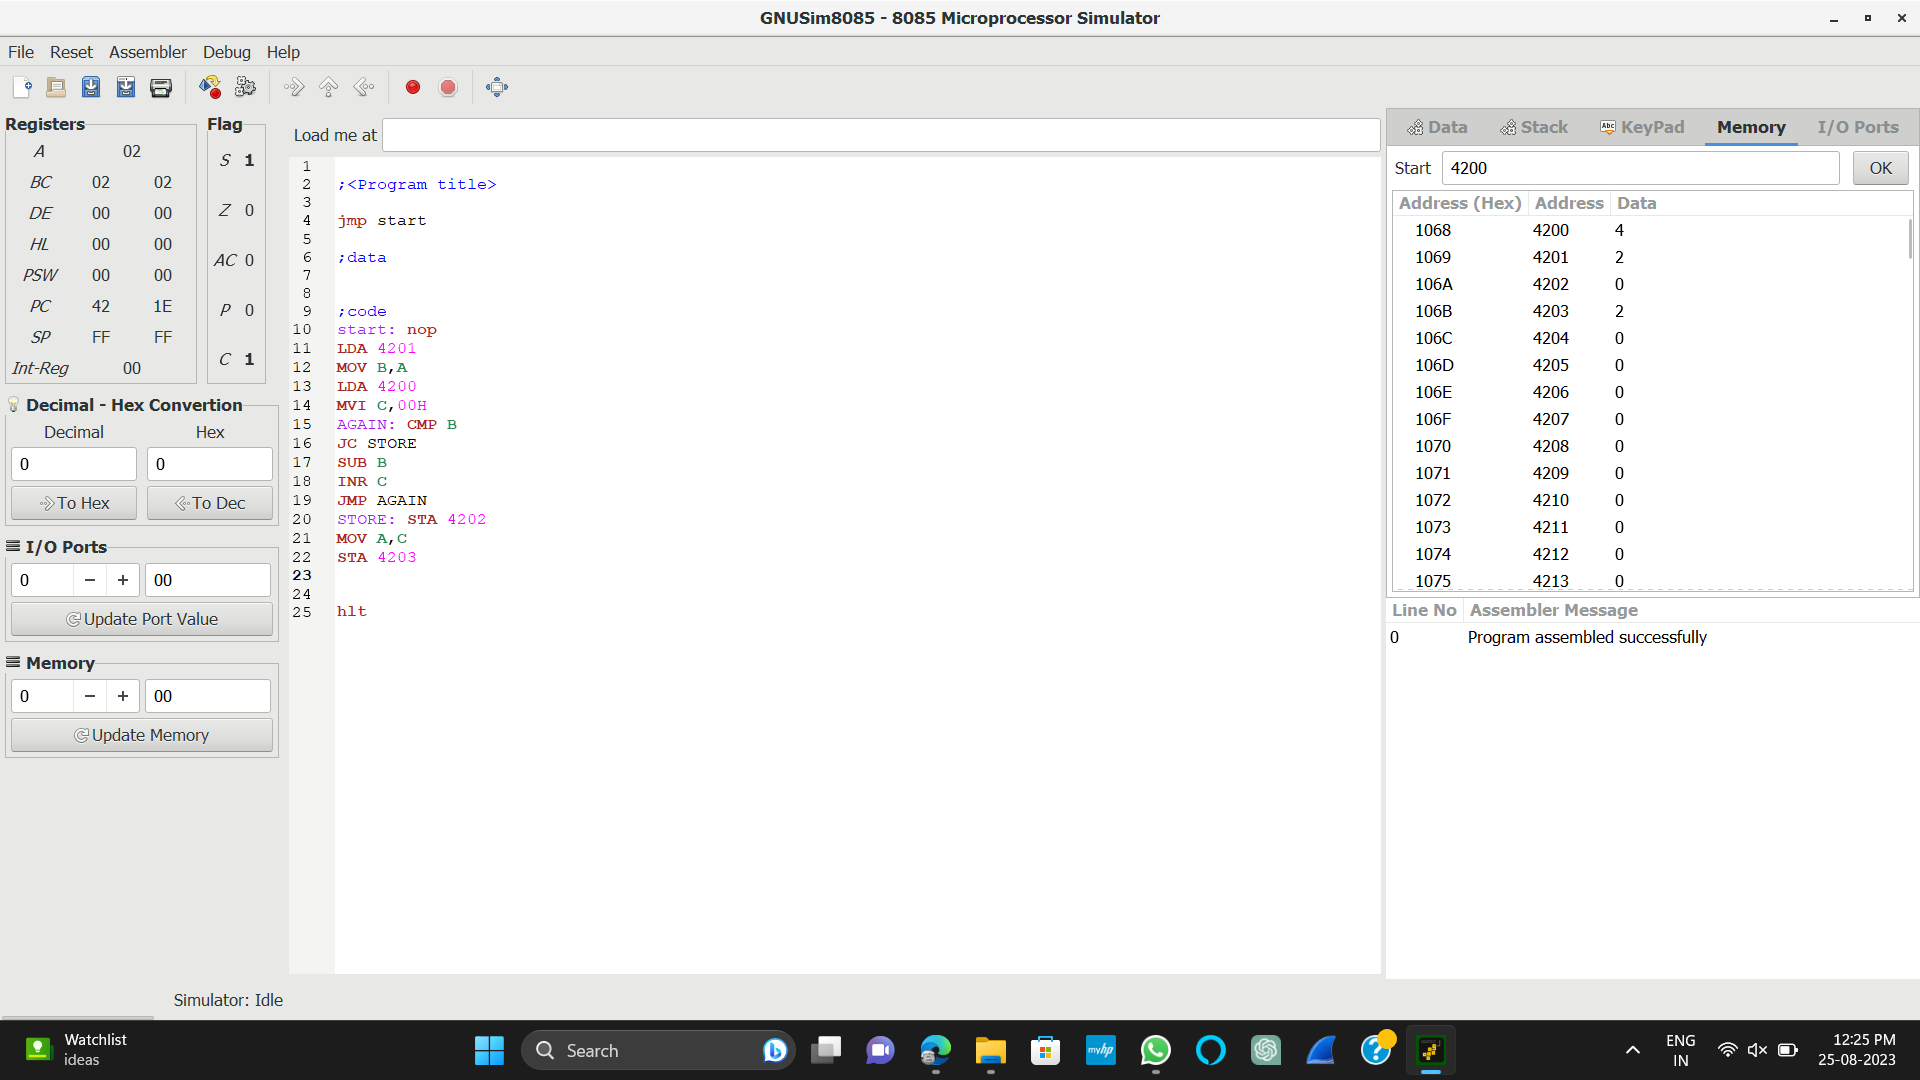 GNUSim8085 - 8085 Microprocessor Simulator
File Reset Assembler Debug Help
Registers
A 02
BC 02 02
DE 00 00
HL 00 00
PSW 00 00
PC 42 1E
SP FF FF
Int-Reg 00
Flag
S 1
Z 0
AC 0
P 0
C 1
Decimal - Hex Convertion
Decimal Hex
0 0
To Hex To Dec
I/O Ports
0 − + 00
Update Port Value
Memory
0 − + 00
Update Memory
Load me at
1
2 ;<Program title>
3
4 jmp start
5
6 ;data
7
8
9 ;code
10 start: nop
11 LDA 4201
12 MOV B,A
13 LDA 4200
14 MVI C,00H
15 AGAIN: CMP B
16 JC STORE
17 SUB B
18 INR C
19 JMP AGAIN
20 STORE: STA 4202
21 MOV A,C
22 STA 4203
23
24
25 hlt
Data Stack Abc KeyPad Memory I/O Ports
Start 4200 OK
Address (Hex) Address Data
1068 4200 4
1069 4201 2
106A 4202 0
106B 4203 2
106C 4204 0
106D 4205 0
106E 4206 0
106F 4207 0
1070 4208 0
1071 4209 0
1072 4210 0
1073 4211 0
1074 4212 0
1075 4213 0
Line No Assembler Message
0 Program assembled successfully
Simulator: Idle
Watchlist
ideas
Search
myhp
ENG
IN
12:25 PM
25-08-2023